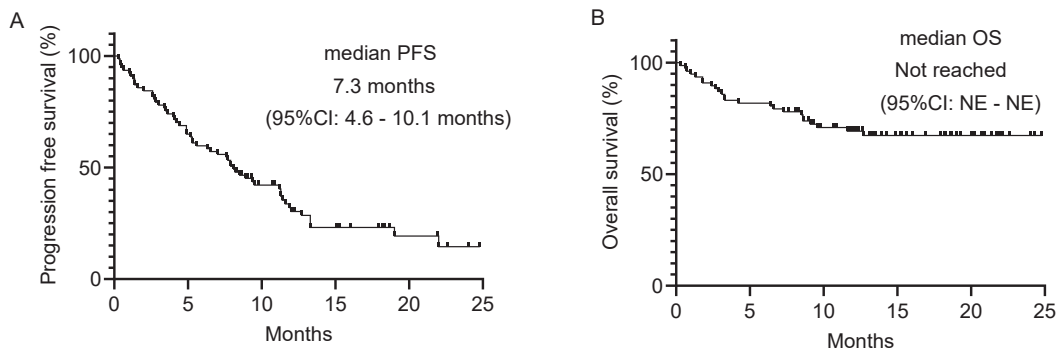 A
Progression free survival (%)
100
50
0
median PFS
7.3 months
(95%CI: 4.6 - 10.1 months)
0 5 10 15 20 25
Months
B
Overall survival (%)
100
50
0
median OS
Not reached
(95%CI: NE - NE)
0 5 10 15 20 25
Months